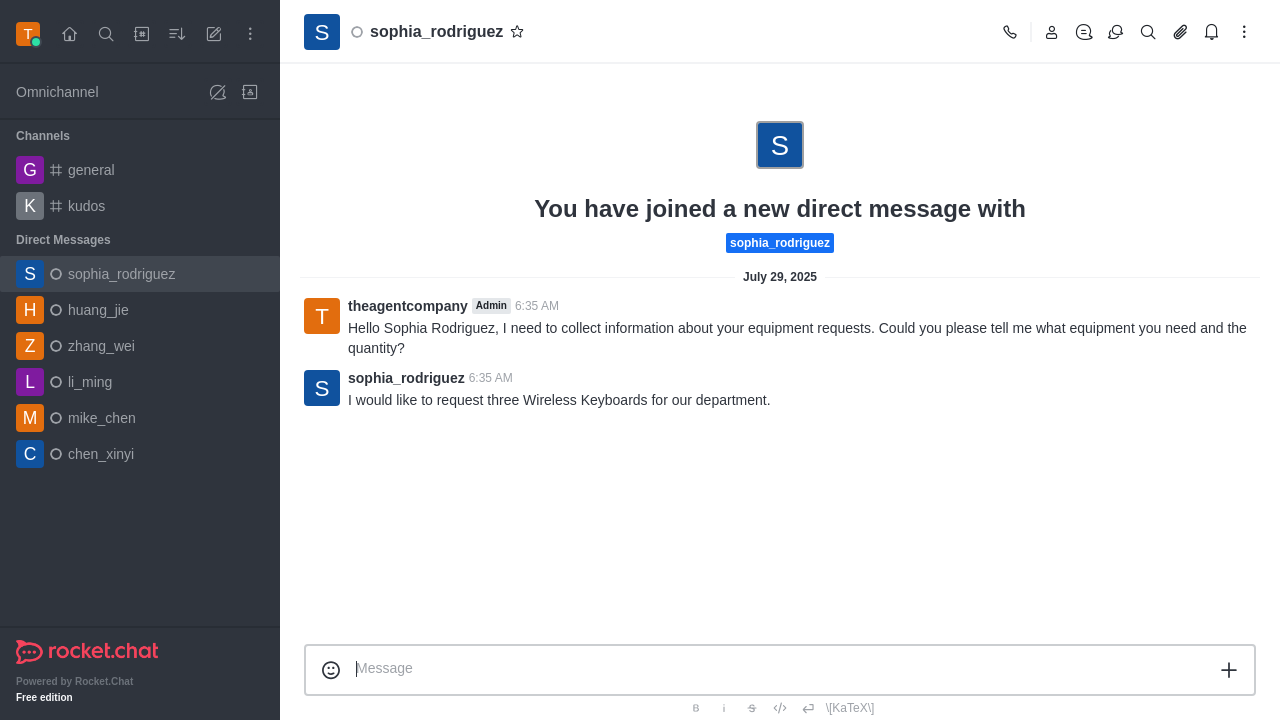 T
Omnichannel
Channels
G general
K kudos
Direct Messages
S sophia_rodriguez
H huang_jie
Z zhang_wei
L li_ming
M mike_chen
C chen_xinyi
rocket.chat
Powered by Rocket.Chat
Free edition
S sophia_rodriguez
S
You have joined a new direct message with
sophia_rodriguez
July 29, 2025
T theagentcompany Admin 6:35 AM
Hello Sophia Rodriguez, I need to collect information about your equipment requests. Could you please tell me what equipment you need and the
quantity?
S sophia_rodriguez 6:35 AM
I would like to request three Wireless Keyboards for our department.
Message
B i S </> \[KaTeX\]